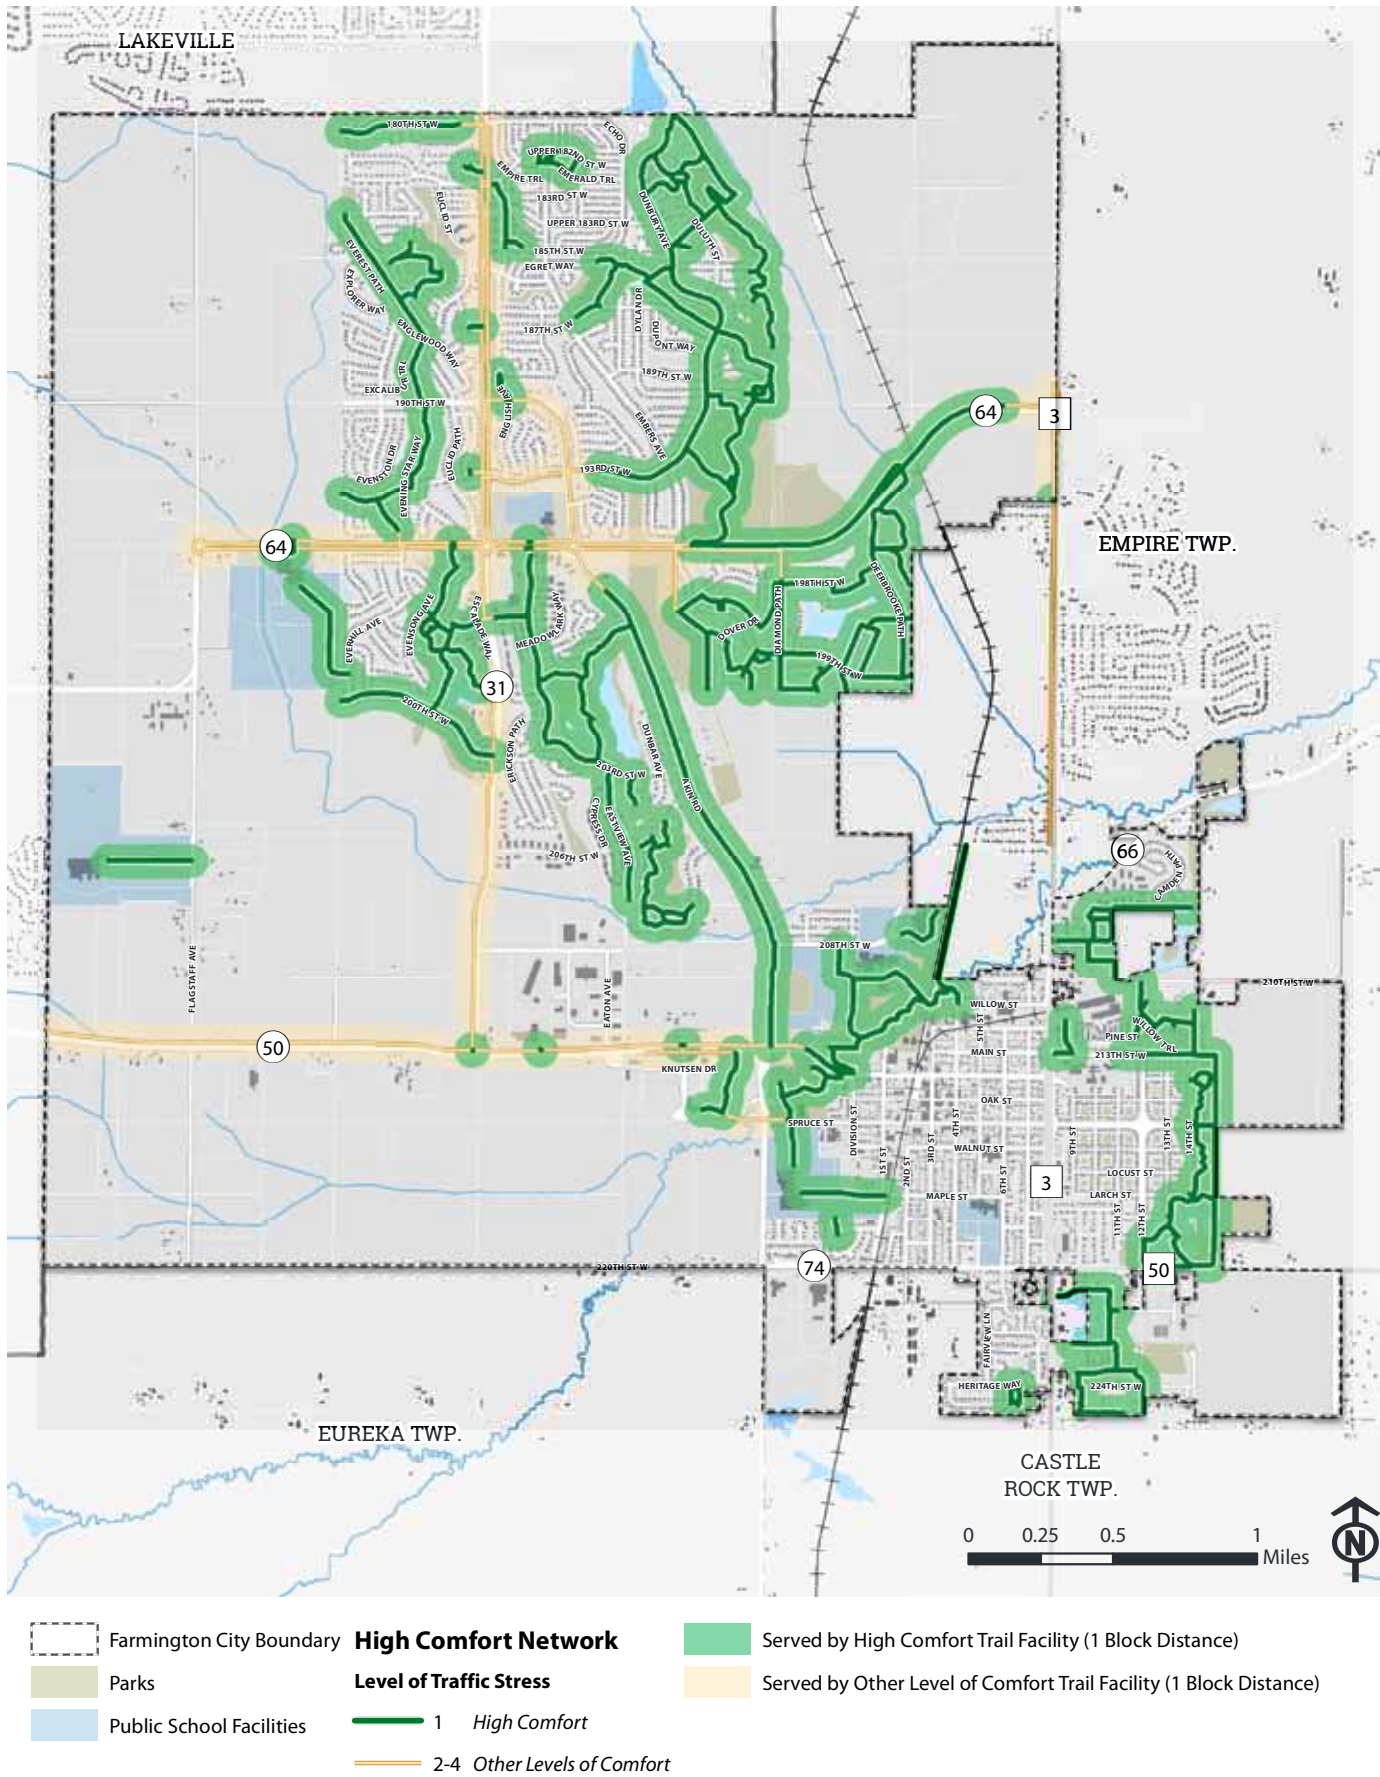 LAKEVILLE
180TH ST W
ECHO DR
UPPER 182ND ST W
EMPIRE TRL
EMERALD TRL
183RD ST W
EUCLID ST
DUNBURY AVE
DULUTH ST
UPPER 183RD ST W
EVEREST PATH
185TH ST W
EGRET WAY
EXPLORER WAY
DYLAN DR
187TH ST W
ENGLEWOOD WAY
DUPONT WAY
189TH ST W
EXCALIBUR TRL
190TH ST W
ENGLISH AVE
64
3
EMBERS AVE
EUCLID PATH
EVENSTON DR
EVENING STAR WAY
193RD ST W
64
EMPIRE TWP.
198TH ST W
DEERBROOKE PATH
DIAMOND PATH
DOVER DR
EVERHILL AVE
EVENSONG AVE
ESCAPADE WAY
MEADOWLARK WAY
199TH ST W
31
200TH ST W
ERICKSON PATH
DUNBAR AVE
203RD ST W
AKIN RD
CYPRESS DR
EASTVIEW AVE
206TH ST W
66
CAMDEN PATH
208TH ST W
FLAGSTAFF AVE
EATON AVE
210TH ST W
WILLOW ST
5TH ST
WILLOW TRL
PINE ST
50
MAIN ST
213TH ST W
KNUTSEN DR
OAK ST
SPRUCE ST
DIVISION ST
4TH ST
3RD ST
9TH ST
13TH ST
14TH ST
WALNUT ST
1ST ST
2ND ST
6TH ST
LOCUST ST
3
MAPLE ST
LARCH ST
11TH ST
12TH ST
220TH ST W
74
50
FAIRVIEW LN
HERITAGE WAY
224TH ST W
EUREKA TWP.
CASTLE
ROCK TWP.
0 0.25 0.5 1
Miles
N
Farmington City Boundary
Parks
Public School Facilities
High Comfort Network
Level of Traffic Stress
1 High Comfort
2-4 Other Levels of Comfort
Served by High Comfort Trail Facility (1 Block Distance)
Served by Other Level of Comfort Trail Facility (1 Block Distance)